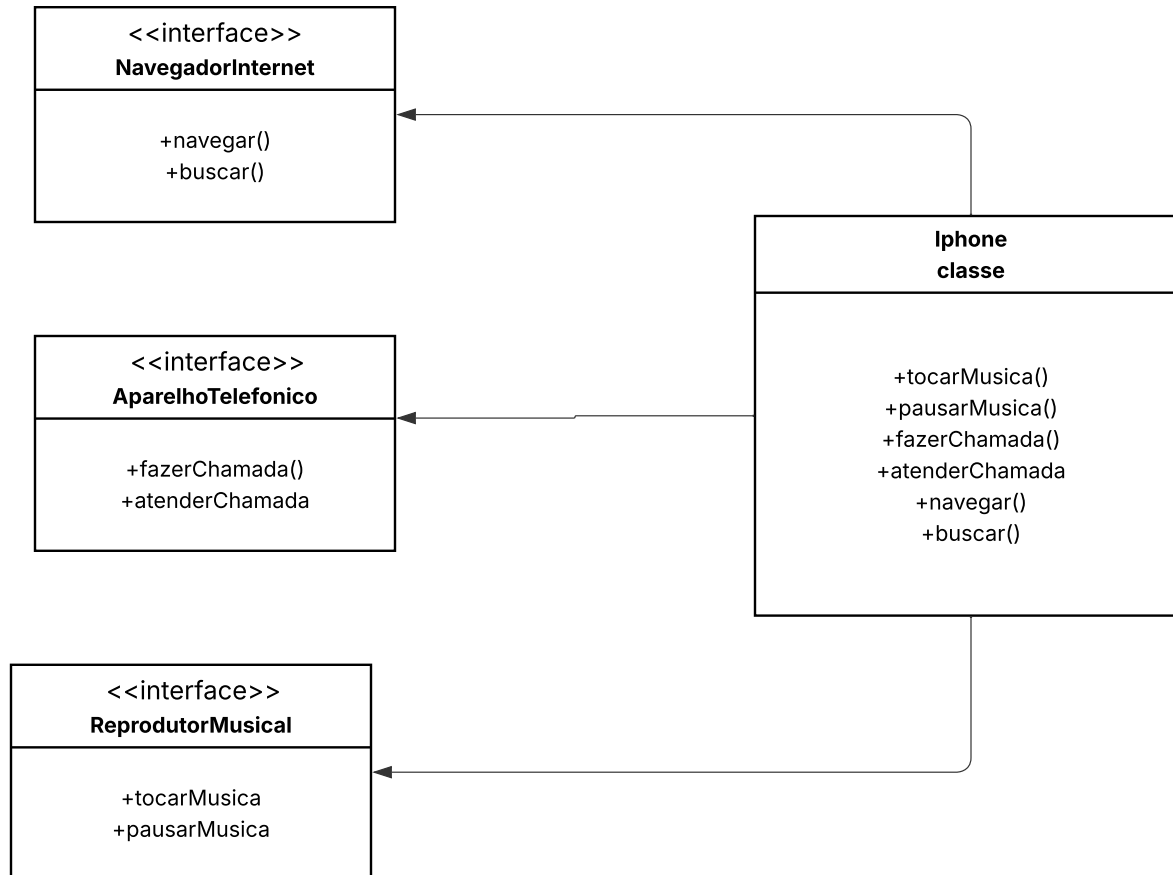 <<interface>>
NavegadorInternet
+navegar()
+buscar()
Iphone
classe
+tocarMusica()
+pausarMusica()
+fazerChamada()
+atenderChamada
+navegar()
+buscar()
<<interface>>
AparelhoTelefonico
+fazerChamada()
+atenderChamada
<<interface>>
ReprodutorMusical
+tocarMusica
+pausarMusica